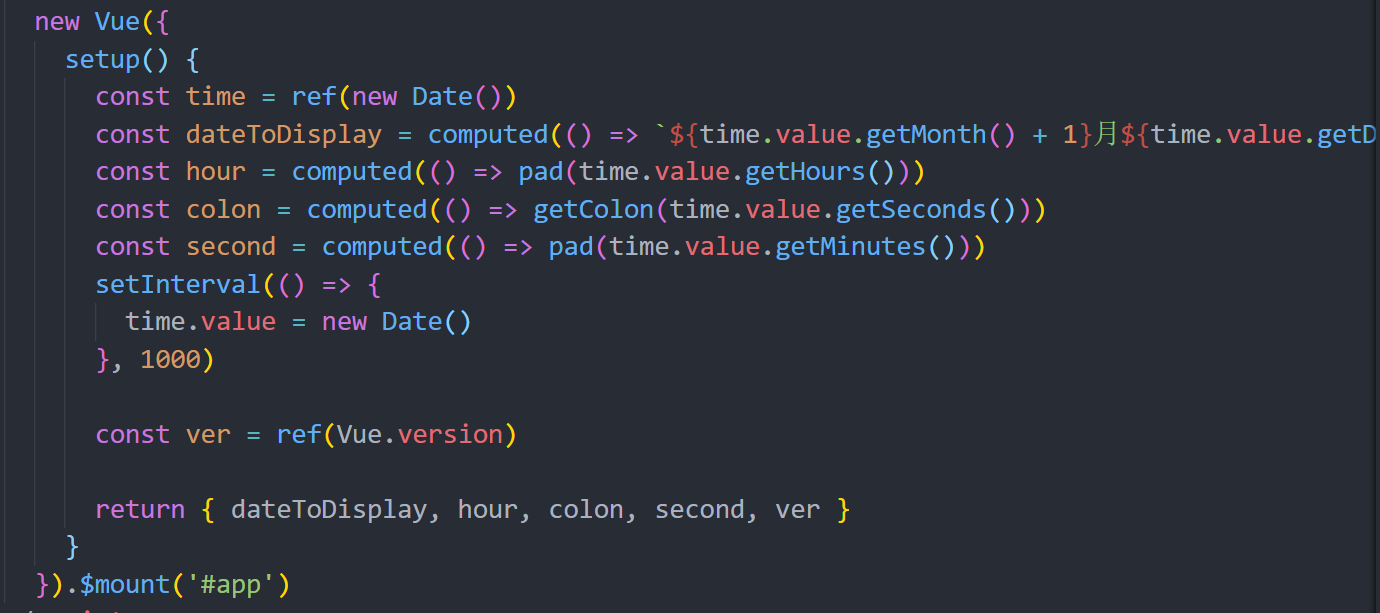 new Vue({
setup() {
const time = ref(new Date())
const dateToDisplay = computed(() => `${time.value.getMonth() + 1}月${time.value.getD
const hour = computed(() => pad(time.value.getHours()))
const colon = computed(() => getColon(time.value.getSeconds()))
const second = computed(() => pad(time.value.getMinutes()))
setInterval(() => {
time.value = new Date()
}, 1000)
const ver = ref(Vue.version)
return { dateToDisplay, hour, colon, second, ver }
}
}).$mount('#app')